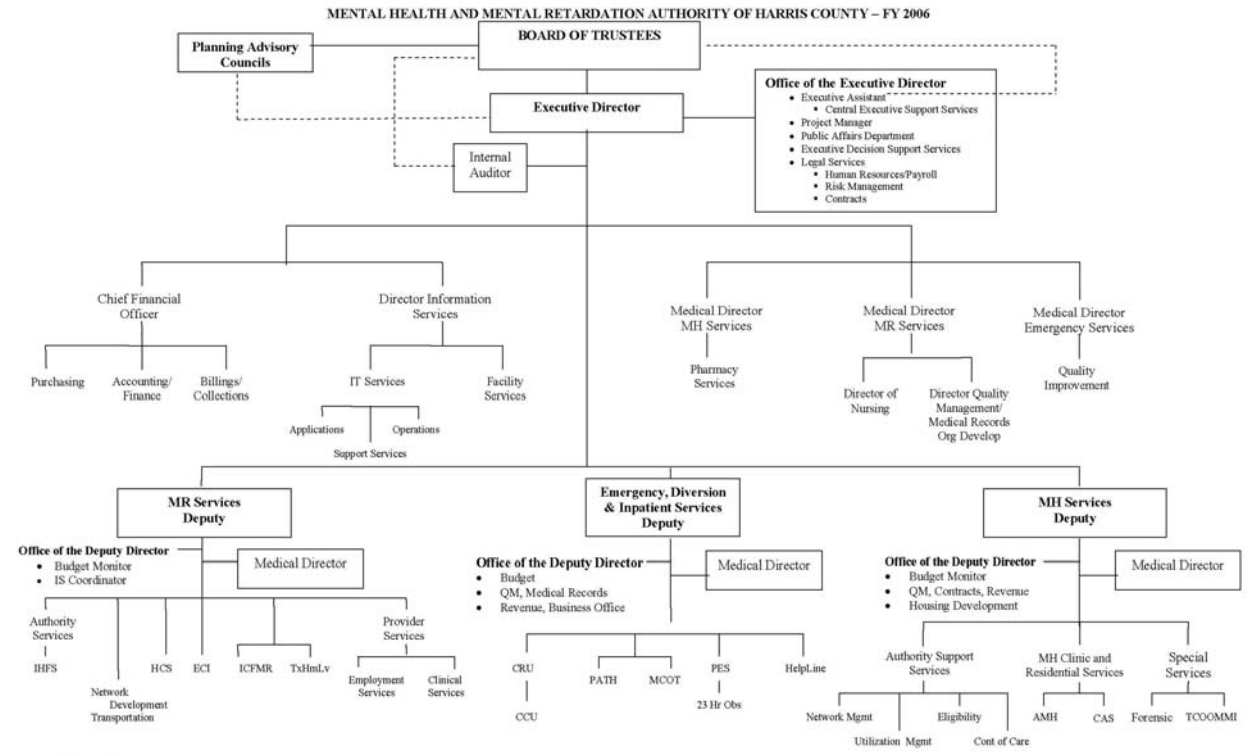 MENTAL HEALTH AND MENTAL RETARDATION AUTHORITY OF HARRIS COUNTY – FY 2006
BOARD OF TRUSTEES
Planning Advisory
Councils
Executive Director
Office of the Executive Director
• Executive Assistant
▪ Central Executive Support Services
• Project Manager
• Public Affairs Department
• Executive Decision Support Services
• Legal Services
▪ Human Resources/Payroll
▪ Risk Management
▪ Contracts
Internal
Auditor
Chief Financial
Officer
Purchasing
Accounting/
Finance
Billings/
Collections
Director Information
Services
IT Services
Facility
Services
Applications
Operations
Support Services
Medical Director
MH Services
Pharmacy
Services
Medical Director
MR Services
Director of
Nursing
Director Quality
Management/
Medical Records
Org Develop
Medical Director
Emergency Services
Quality
Improvement
MR Services
Deputy
Office of the Deputy Director
• Budget Monitor
• IS Coordinator
Medical Director
Authority
Services
IHFS
Network
Development
Transportation
HCS
ECI
ICFMR
TxHmLv
Provider
Services
Employment
Services
Clinical
Services
Emergency, Diversion
& Inpatient Services
Deputy
Office of the Deputy Director
• Budget
• QM, Medical Records
• Revenue, Business Office
Medical Director
CRU
CCU
PATH
MCOT
PES
23 Hr Obs
HelpLine
MH Services
Deputy
Office of the Deputy Director
• Budget Monitor
• QM, Contracts, Revenue
• Housing Development
Medical Director
Authority Support
Services
Network Mgmt
Utilization Mgmt
Eligibility
Cont of Care
MH Clinic and
Residential Services
AMH
CAS
Special
Services
Forensic
TCOOMMI